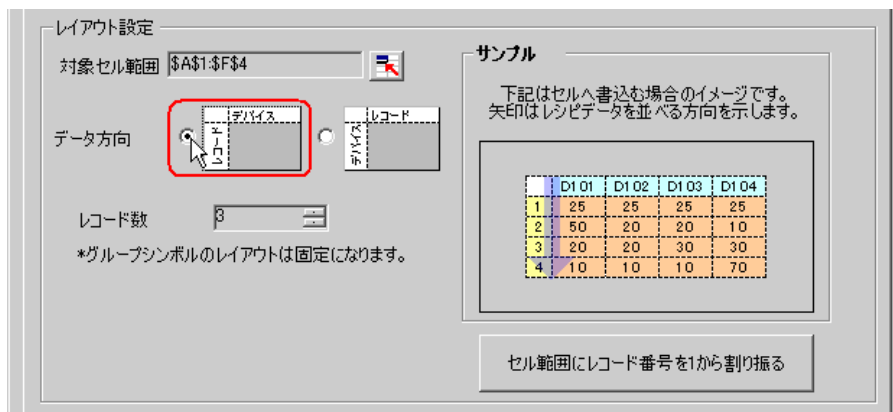 レイアウト設定
対象セル範囲 $A$1:$F$4
データ方向
デバイス
レコード
レコード
デバイス
レコード数 3
*グループシンボルのレイアウトは固定になります。
サンプル
下記はセルへ書込む場合のイメージです。
矢印はレシピデータを並べる方向を示します。
D101 D102 D103 D104
1 25 25 25 25
2 50 20 20 10
3 20 20 30 30
4 10 10 10 70
セル範囲にレコード番号を1から割り振る